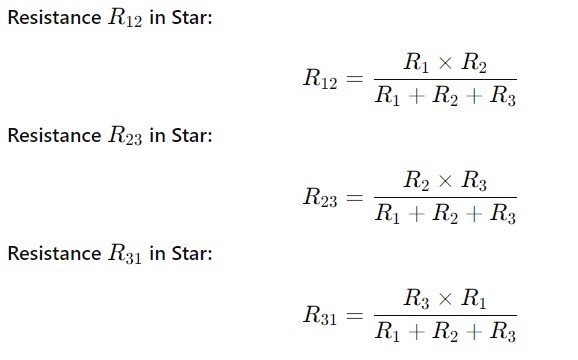 Resistance R₁₂ in Star:
R₁₂ = (R₁ × R₂) / (R₁ + R₂ + R₃)
Resistance R₂₃ in Star:
R₂₃ = (R₂ × R₃) / (R₁ + R₂ + R₃)
Resistance R₃₁ in Star:
R₃₁ = (R₃ × R₁) / (R₁ + R₂ + R₃)